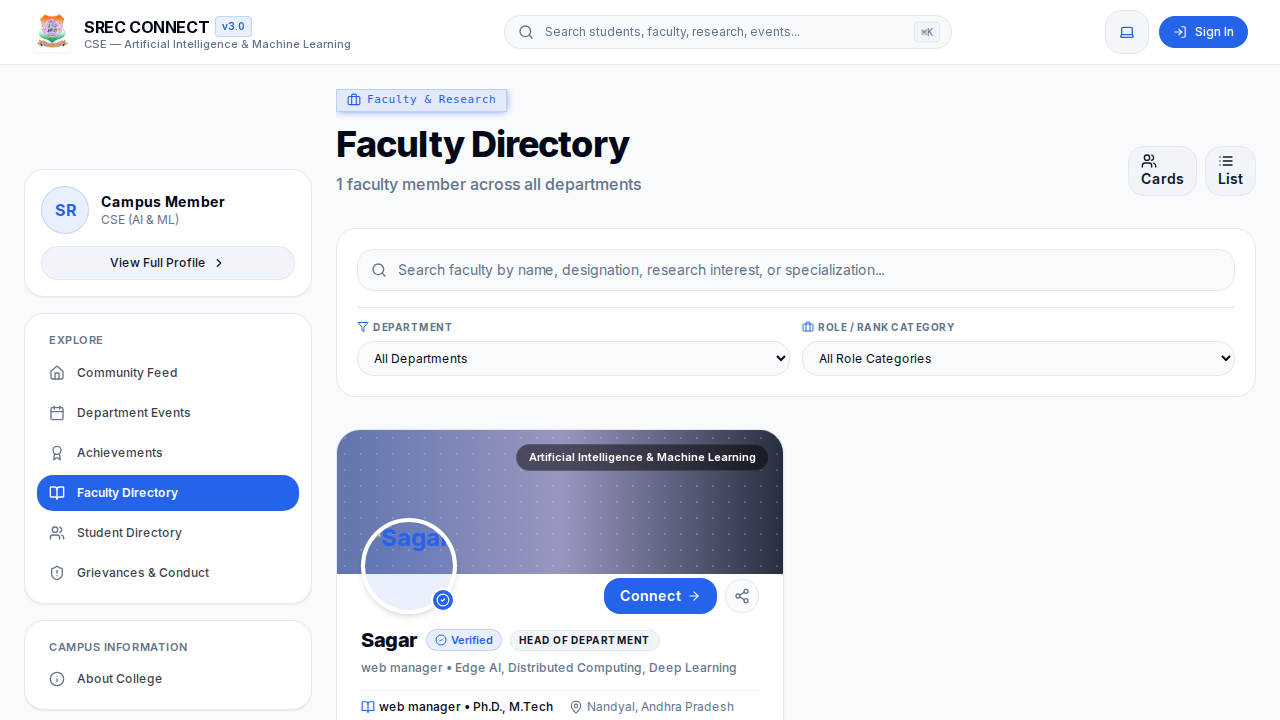 SREC CONNECT v3.0
CSE — Artificial Intelligence & Machine Learning
Search students, faculty, research, events...
⌘K
Sign In
SR
Campus Member
CSE (AI & ML)
View Full Profile
EXPLORE
Community Feed
Department Events
Achievements
Faculty Directory
Student Directory
Grievances & Conduct
CAMPUS INFORMATION
About College
Faculty & Research
Faculty Directory
1 faculty member across all departments
Cards
List
Search faculty by name, designation, research interest, or specialization...
DEPARTMENT
All Departments
ROLE / RANK CATEGORY
All Role Categories
Artificial Intelligence & Machine Learning
Sagar
Connect
Sagar Verified HEAD OF DEPARTMENT
web manager • Edge AI, Distributed Computing, Deep Learning
web manager • Ph.D., M.Tech Nandyal, Andhra Pradesh